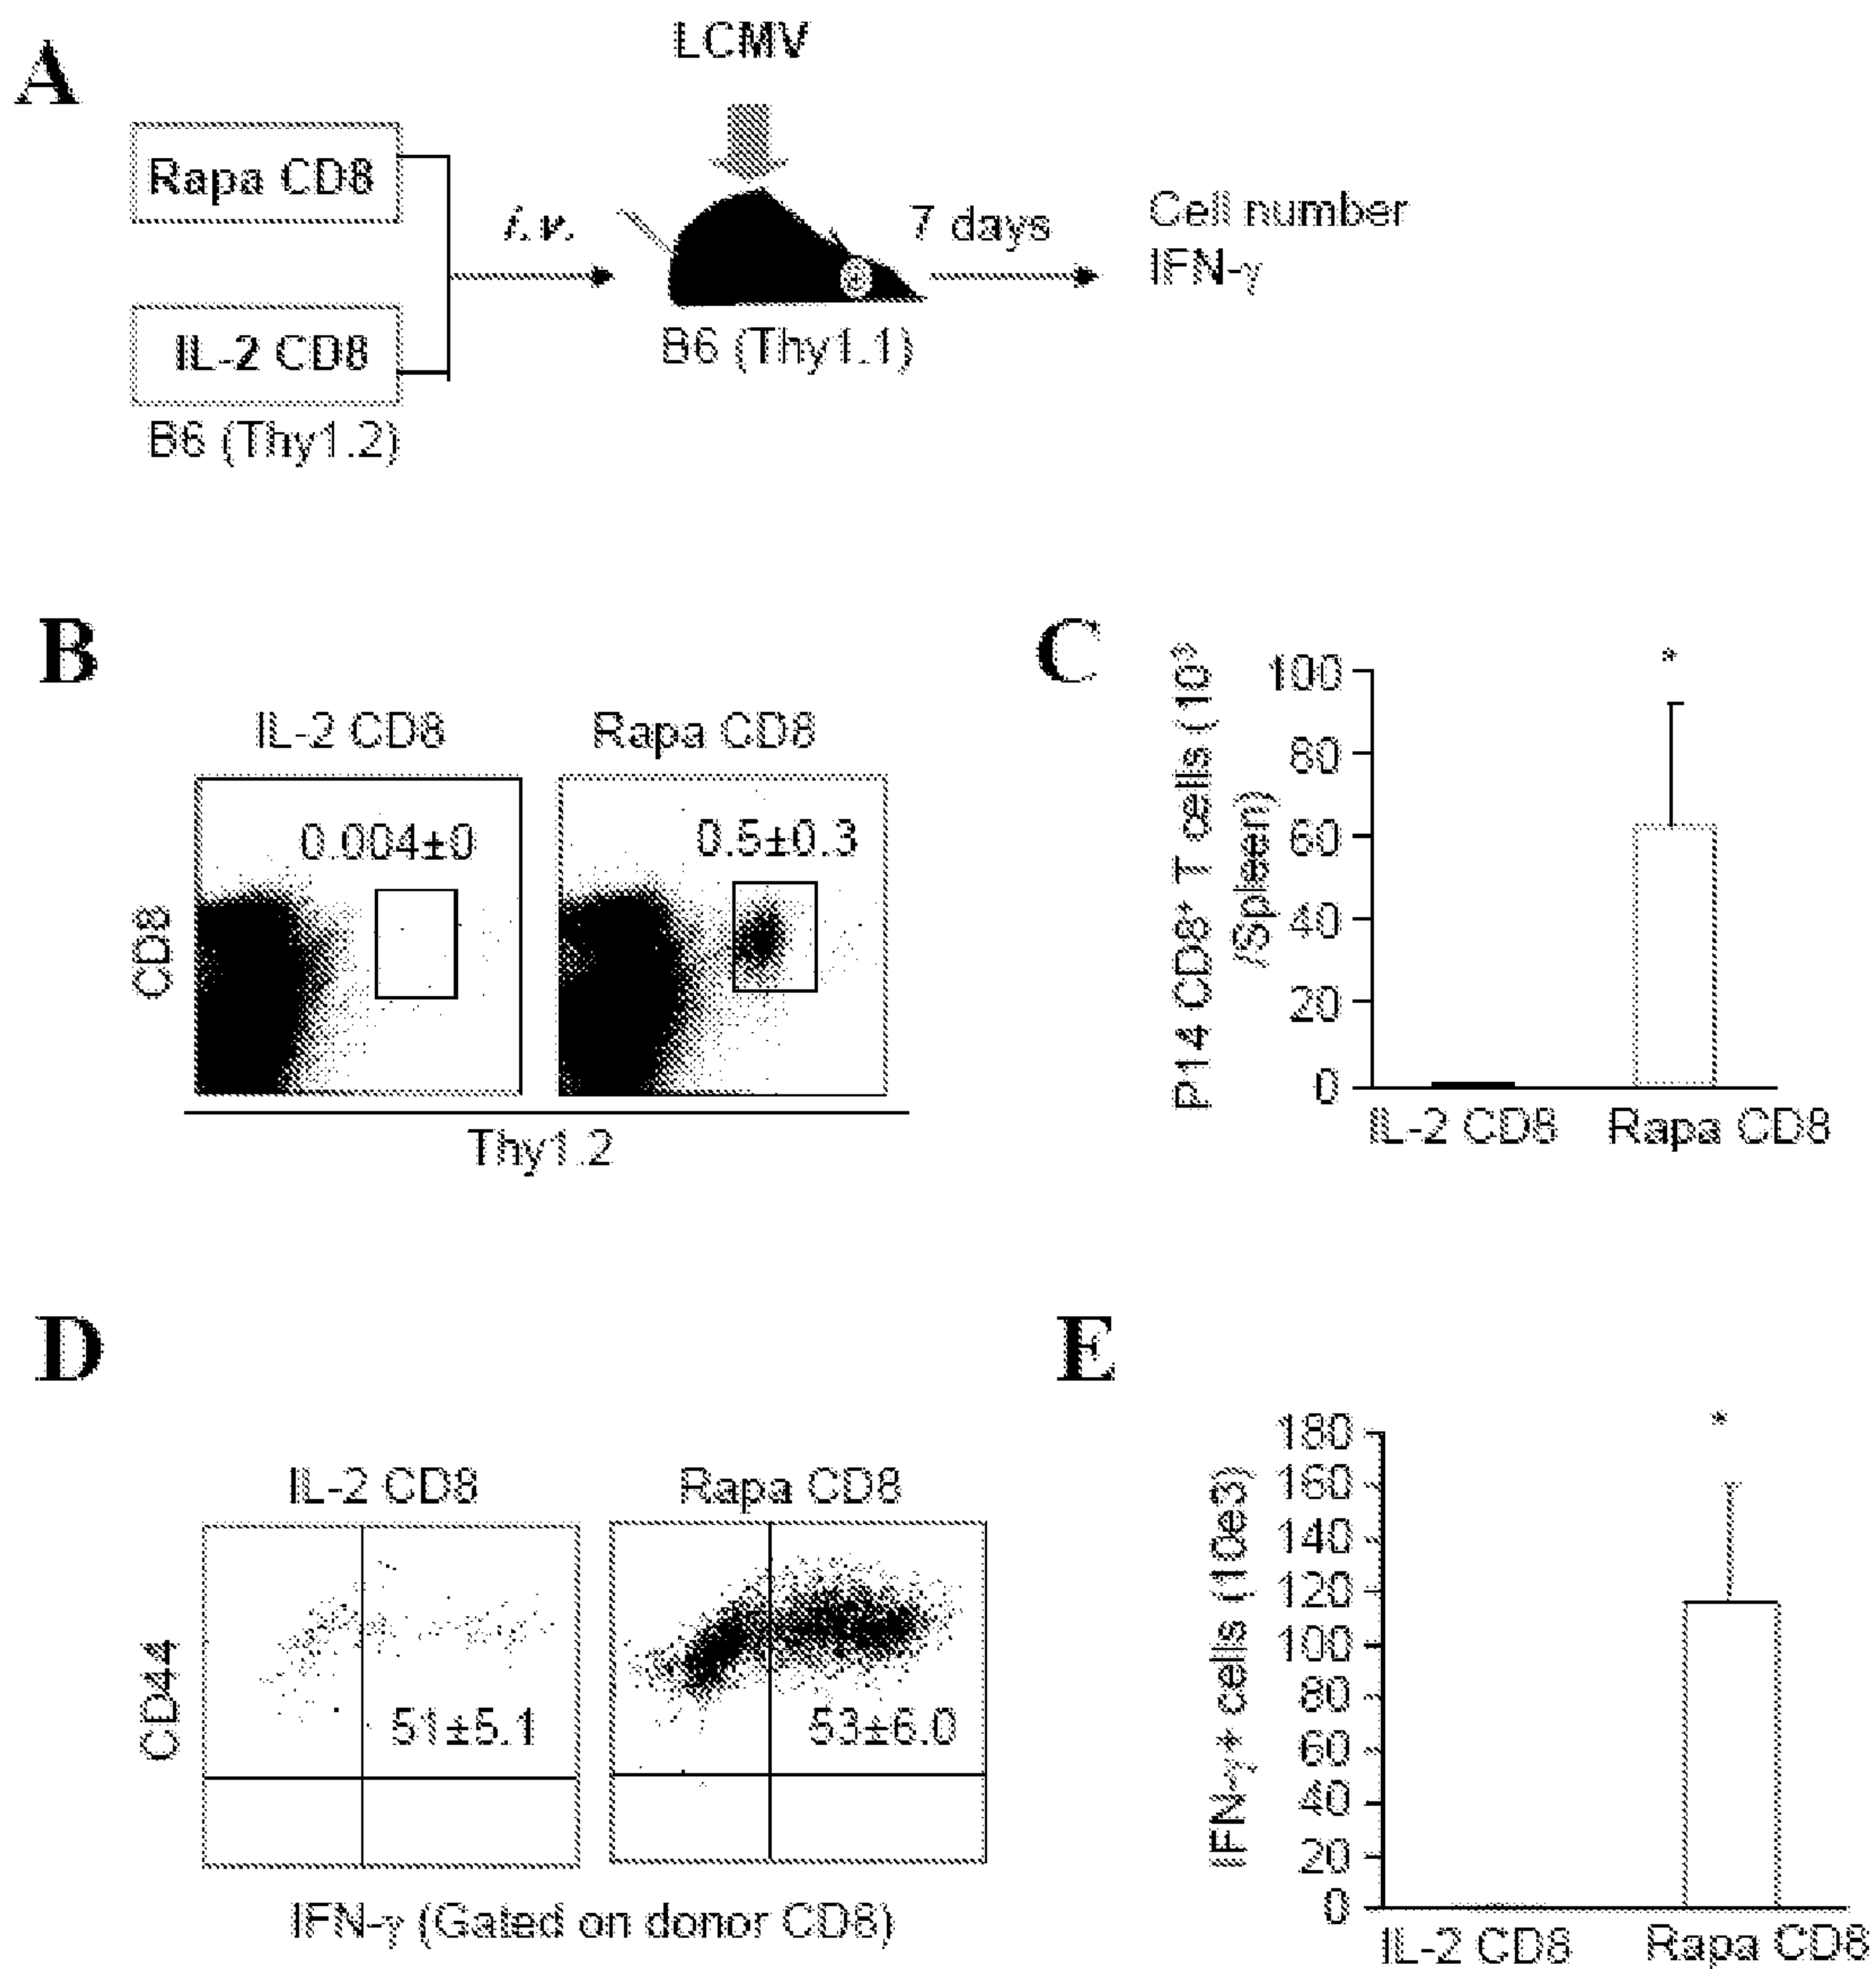 A
LCMV
Rapa CD8
i.v.
7 days
Cell number
IFN-γ
IL-2 CD8
B6 (Thy1.1)
B6 (Thy1.2)
B
IL-2 CD8
Rapa CD8
0.004±0
0.5±0.3
CD8
Thy1.2
C
P14 CD8+ T cells (10³
/Spleen)
100
80
60
40
20
0
*
IL-2 CD8
Rapa CD8
D
IL-2 CD8
Rapa CD8
CD44
51±5.1
53±6.0
IFN-γ (Gated on donor CD8)
E
IFN-γ+ cells (10e3)
180
160
140
120
100
80
60
40
20
0
*
IL-2 CD8
Rapa CD8